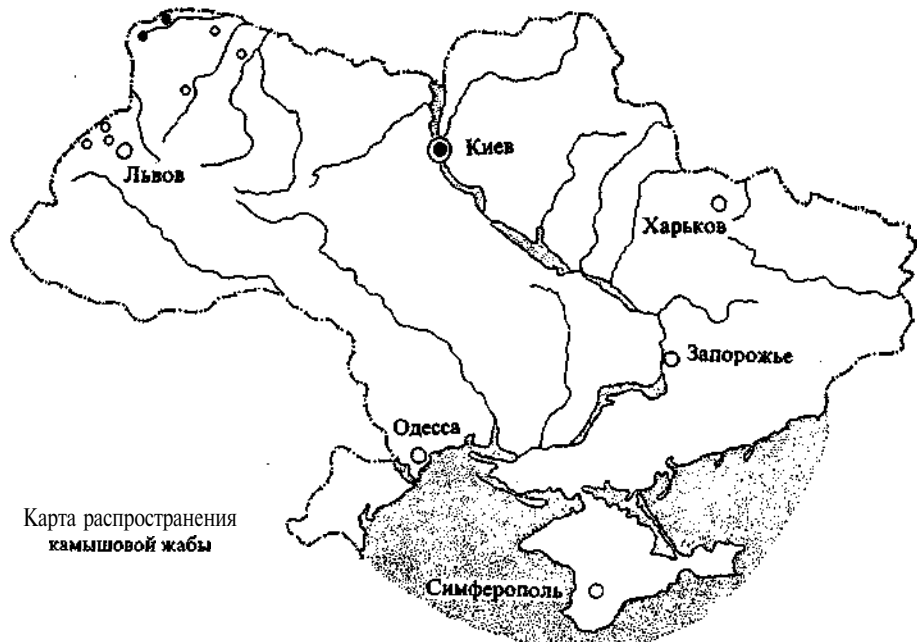 Киев
Львов
Харьков
Запорожье
Одесса
Карта распространения
камышовой жабы
Симферополь